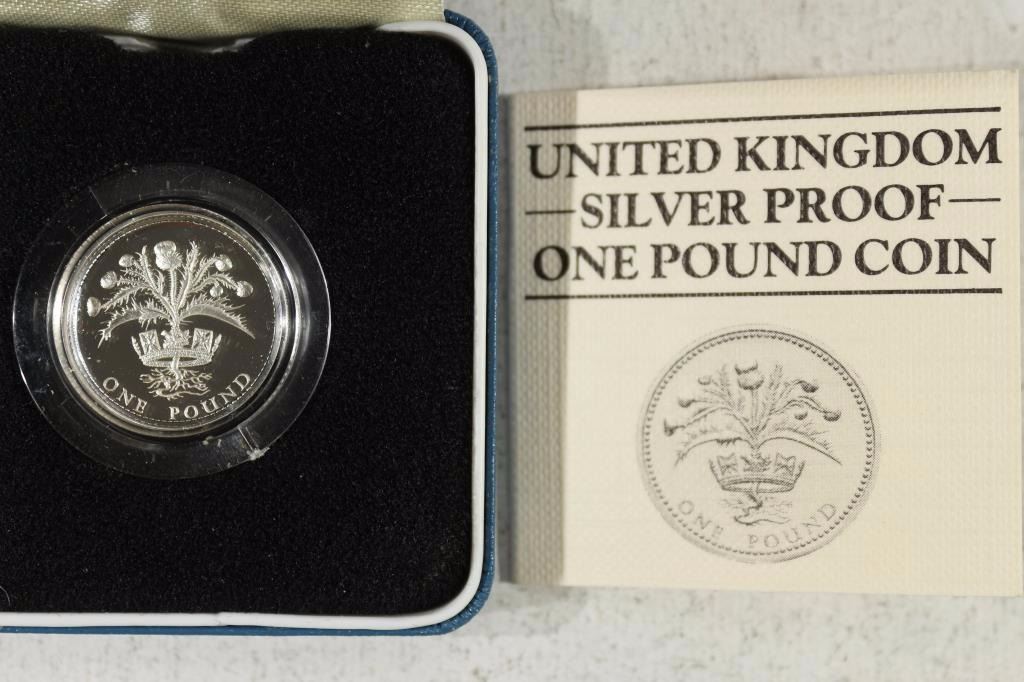 ONE POUND
UNITED KINGDOM
SILVER PROOF
ONE POUND COIN
ONE POUND